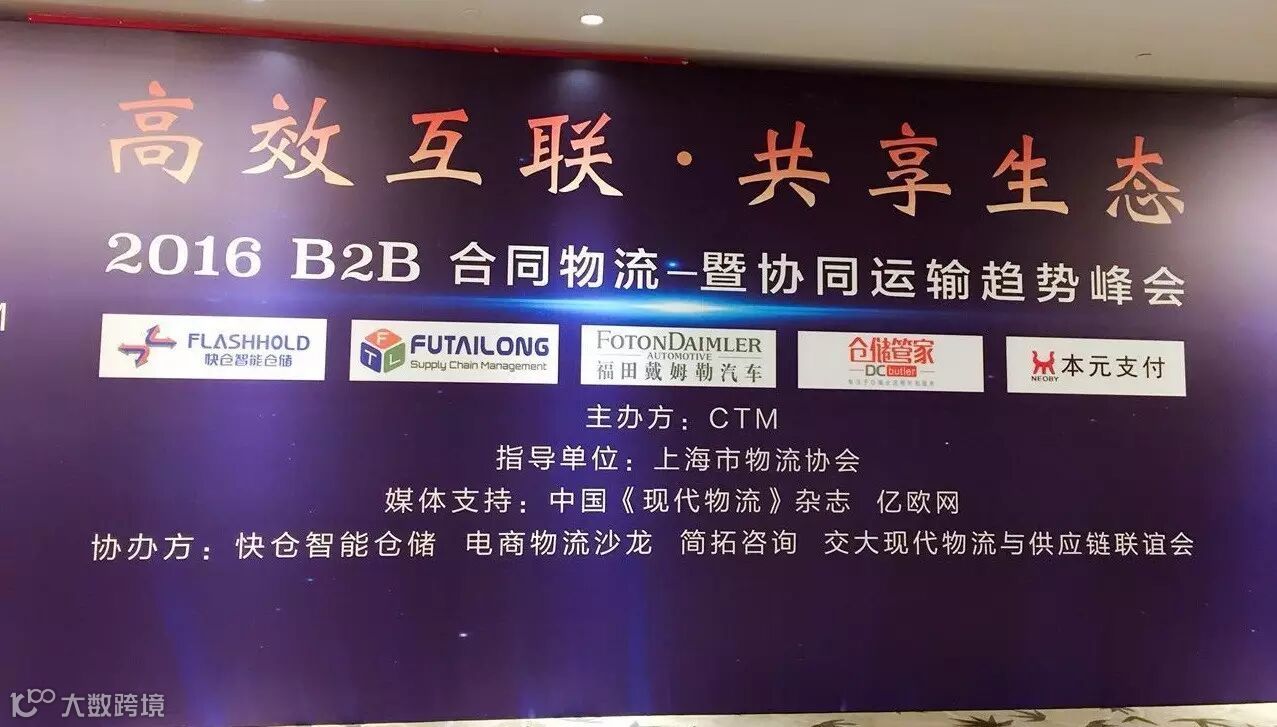 高效互联·共享生态
2016 B2B 合同物流—暨协同运输趋势峰会
FLASHHOLD
快仓智能仓储
FTL
FUTAILONG
Supply Chain Management
FOTONDAIMLER
AUTOMOTIVE
福田戴姆勒汽车
仓储管家
DC butler
NEOBY
本元支付
主办方：CTM
指导单位：上海市物流协会
媒体支持：中国《现代物流》杂志 亿欧网
协办方：快仓智能仓储 电商物流沙龙 简拓咨询 交大现代物流与供应链联谊会
大数跨境